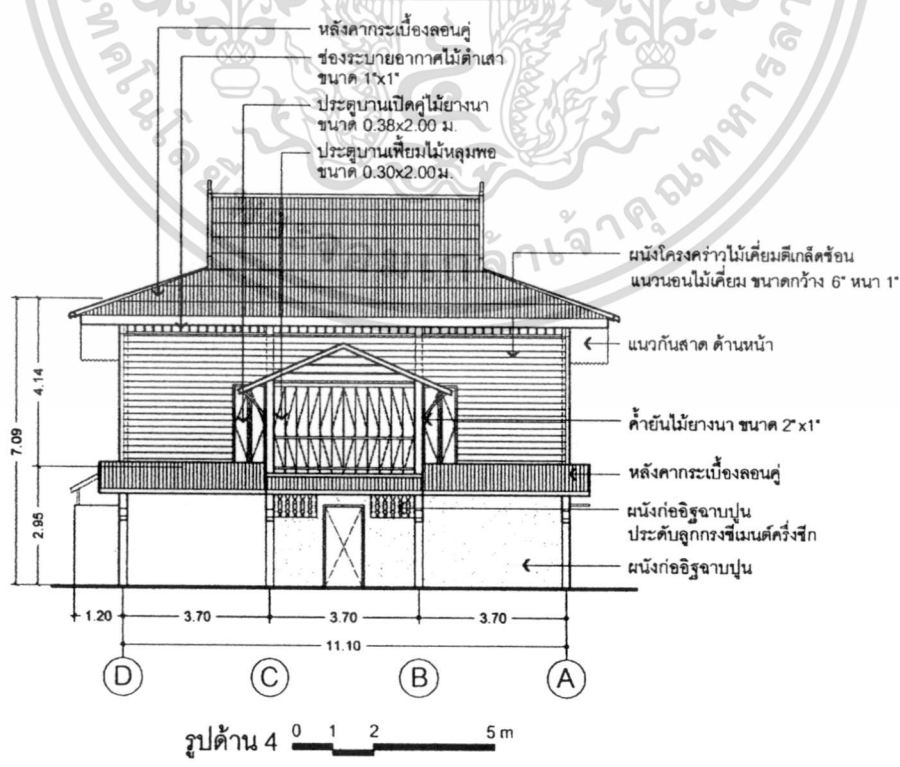 หลังคากระเบื้องลอนคู่
ช่องระบายอากาศไม้ตำเสา
ขนาด 1"x1"
ประตูบานเปิดคู่ไม้ยางนา
ขนาด 0.38x2.00 ม.
ประตูบานเฟี้ยมไม้หลุมพอ
ขนาด 0.30x2.00ม.
ผนังโครงคร่าวไม้เคี่ยมตีเกล็ดซ้อน
แนวนอนไม้เคี่ยม ขนาดกว้าง 6" หนา 1"
แนวกันสาด ด้านหน้า
ค้ำยันไม้ยางนา ขนาด 2"x1"
หลังคากระเบื้องลอนคู่
ผนังก่ออิฐฉาบปูน
ประดับลูกกรงซีเมนต์ครึ่งซีก
ผนังก่ออิฐฉาบปูน
7.09
4.14
2.95
1.20 3.70 3.70 3.70
11.10
D C B A
รูปด้าน 4 0 1 2 5 m